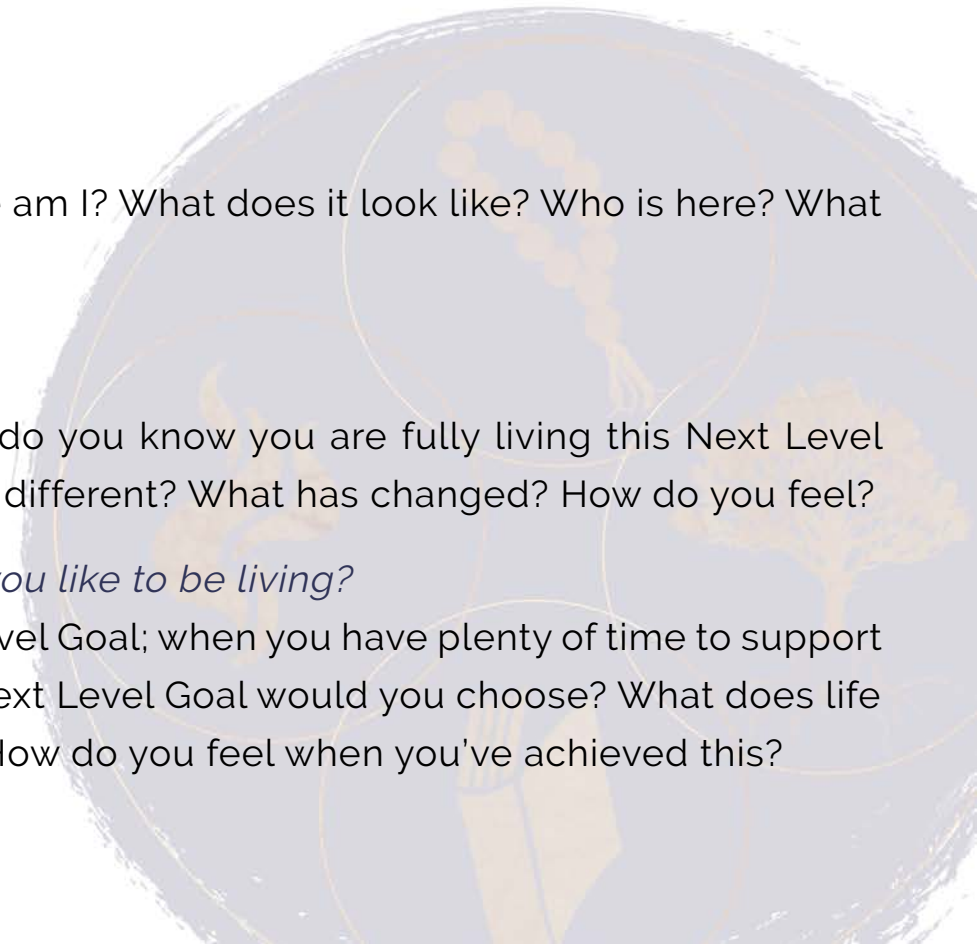 am I? What does it look like? Who is here? What
do you know you are fully living this Next Level
different? What has changed? How do you feel?
you like to be living?
vel Goal; when you have plenty of time to support
ext Level Goal would you choose? What does life
How do you feel when you've achieved this?